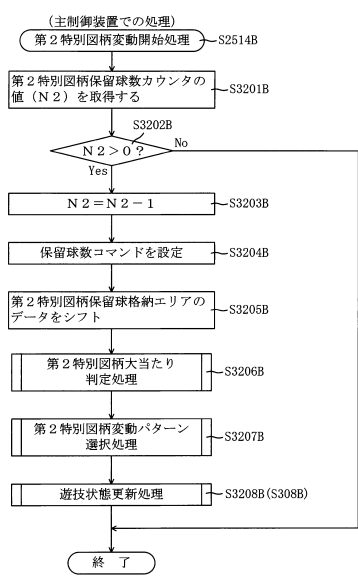 (主制御装置での処理)
第２特別図柄変動開始処理
S2514B
第２特別図柄保留球数カウンタの
値（Ｎ２）を取得する
S3201B
S3202B
Ｎ２＞０？
No
Yes
Ｎ２＝Ｎ２－１
S3203B
保留球数コマンドを設定
S3204B
第２特別図柄保留球格納エリアの
データをシフト
S3205B
第２特別図柄大当たり
判定処理
S3206B
第２特別図柄変動パターン
選択処理
S3207B
遊技状態更新処理
S3208B(S308B)
終 了